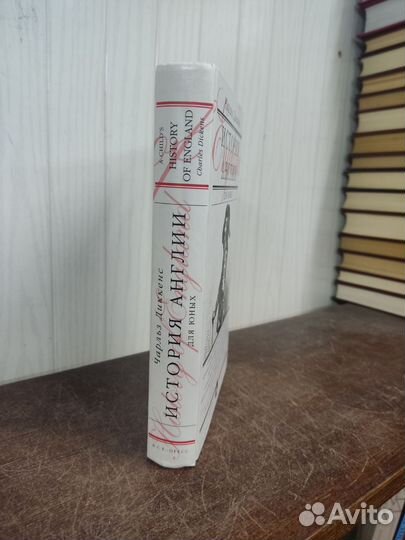 A CHILD'S
HISTORY
OF ENGLAND
Charles Dickens
Чарльз Диккенс
ИСТОРИЯ АНГЛИИ
ДЛЯ ЮНЫХ
Avito